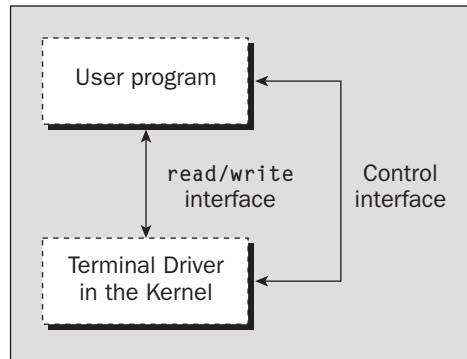 User program
read/write
interface
Control
interface
Terminal Driver
in the Kernel